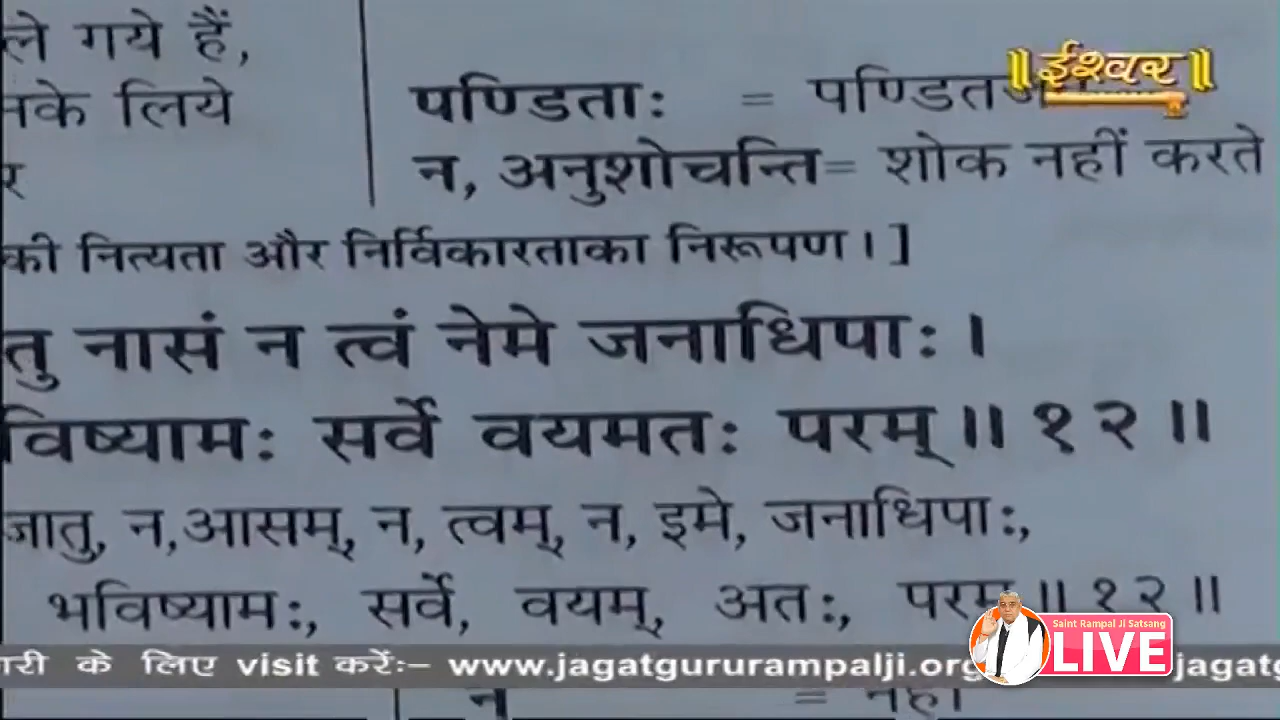 ले गये हैं,
॥ ईश्वर ॥
पण्डिताः =
नके लिये
न, अनुशोचन्ति= शोक नहीं करते
र
की नित्यता और निर्विकारताका निरूपण।]
तु नासं न त्वं नेमे जनाधिपाः।
विष्यामः सर्वे वयमतः परम्॥१२॥
जातु, न,आसम्, न, त्वम्, न, इमे, जनाधिपाः,
भविष्यामः, सर्वे, वयम्, अतः, परम्॥१२॥
Saint Rampal Ji Satsang
LIVE
ारी के लिए visit करेंः– www.jagatgururampalji.org jagatg
न = नहीं